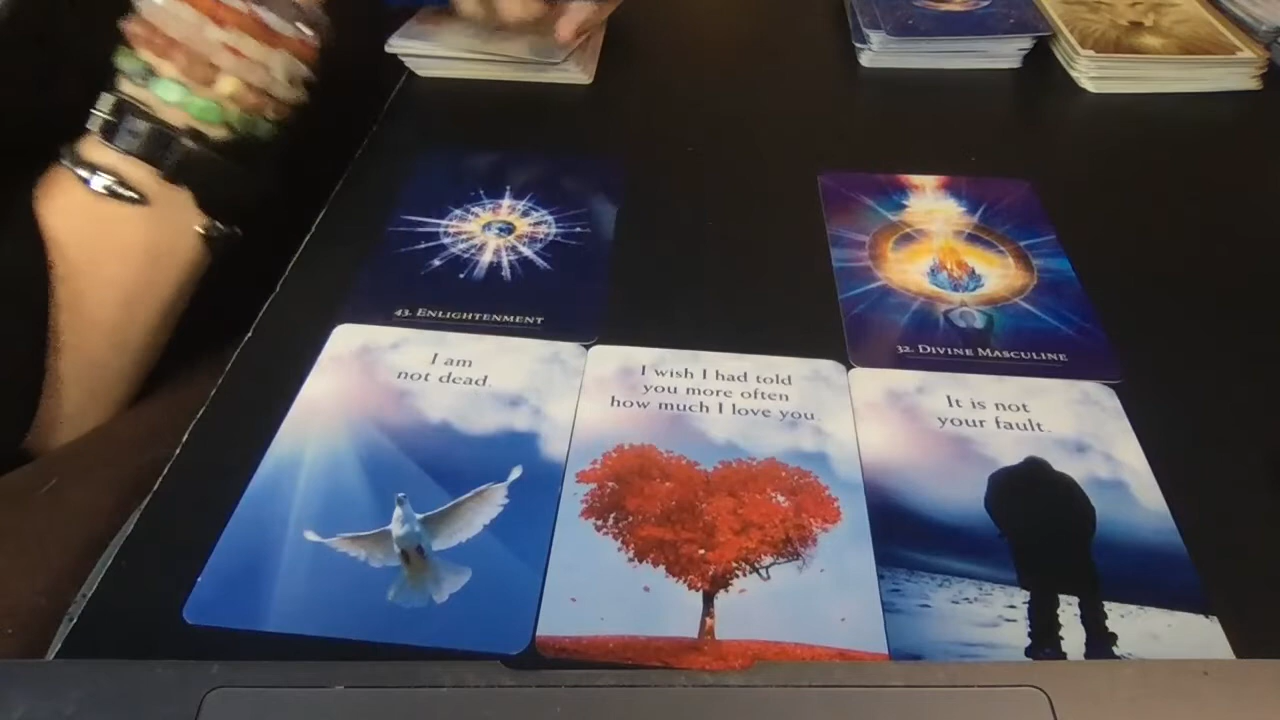 43. Enlightenment
32. Divine Masculine
I am
not dead.
I wish I had told
you more often
how much I love you.
It is not
your fault.